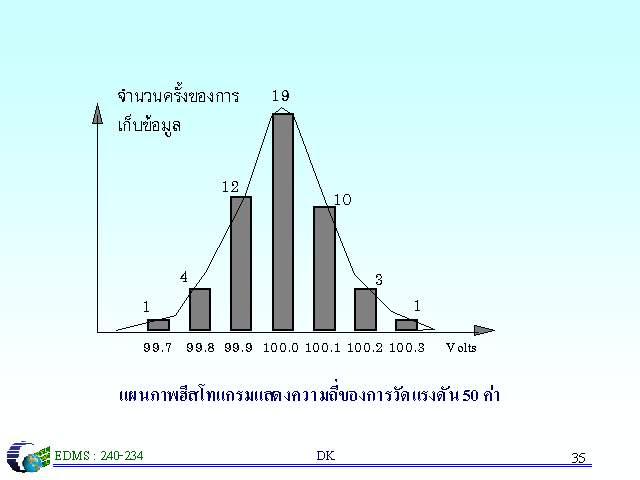 จำนวนครั้งของการ
เก็บข้อมูล
19
12
10
4
3
1
1
99.7 99.8 99.9 100.0 100.1 100.2 100.3 Volts
แผนภาพฮีสโทแกรมแสดงความถี่ของการวัดแรงดัน 50 ค่า
EDMS : 240-234 DK 35